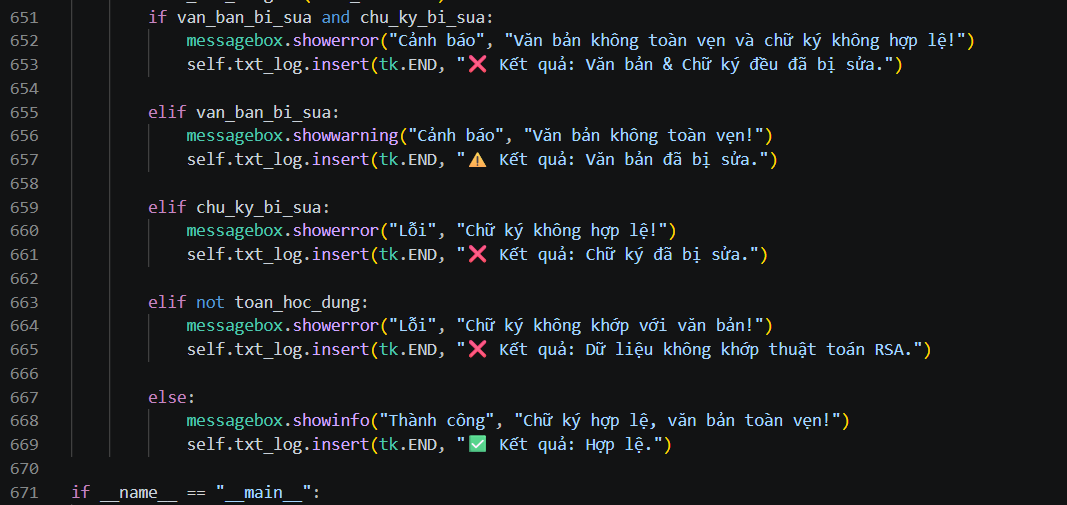 651 if van_ban_bi_sua and chu_ky_bi_sua:
652 messagebox.showerror("Cảnh báo", "Văn bản không toàn vẹn và chữ ký không hợp lệ!")
653 self.txt_log.insert(tk.END, "❌ Kết quả: Văn bản & Chữ ký đều đã bị sửa.")
654
655 elif van_ban_bi_sua:
656 messagebox.showwarning("Cảnh báo", "Văn bản không toàn vẹn!")
657 self.txt_log.insert(tk.END, "⚠️ Kết quả: Văn bản đã bị sửa.")
658
659 elif chu_ky_bi_sua:
660 messagebox.showerror("Lỗi", "Chữ ký không hợp lệ!")
661 self.txt_log.insert(tk.END, "❌ Kết quả: Chữ ký đã bị sửa.")
662
663 elif not toan_hoc_dung:
664 messagebox.showerror("Lỗi", "Chữ ký không khớp với văn bản!")
665 self.txt_log.insert(tk.END, "❌ Kết quả: Dữ liệu không khớp thuật toán RSA.")
666
667 else:
668 messagebox.showinfo("Thành công", "Chữ ký hợp lệ, văn bản toàn vẹn!")
669 self.txt_log.insert(tk.END, "✅ Kết quả: Hợp lệ.")
670
671 if __name__ == "__main__":